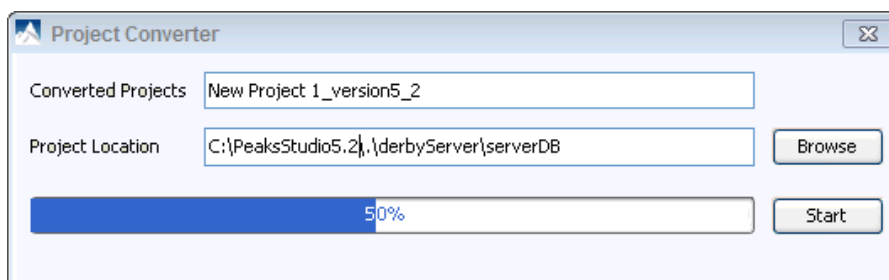 Project Converter
Converted Projects New Project 1_version5_2
Project Location C:\PeaksStudio5.2\.\derbyServer\serverDB Browse
50% Start